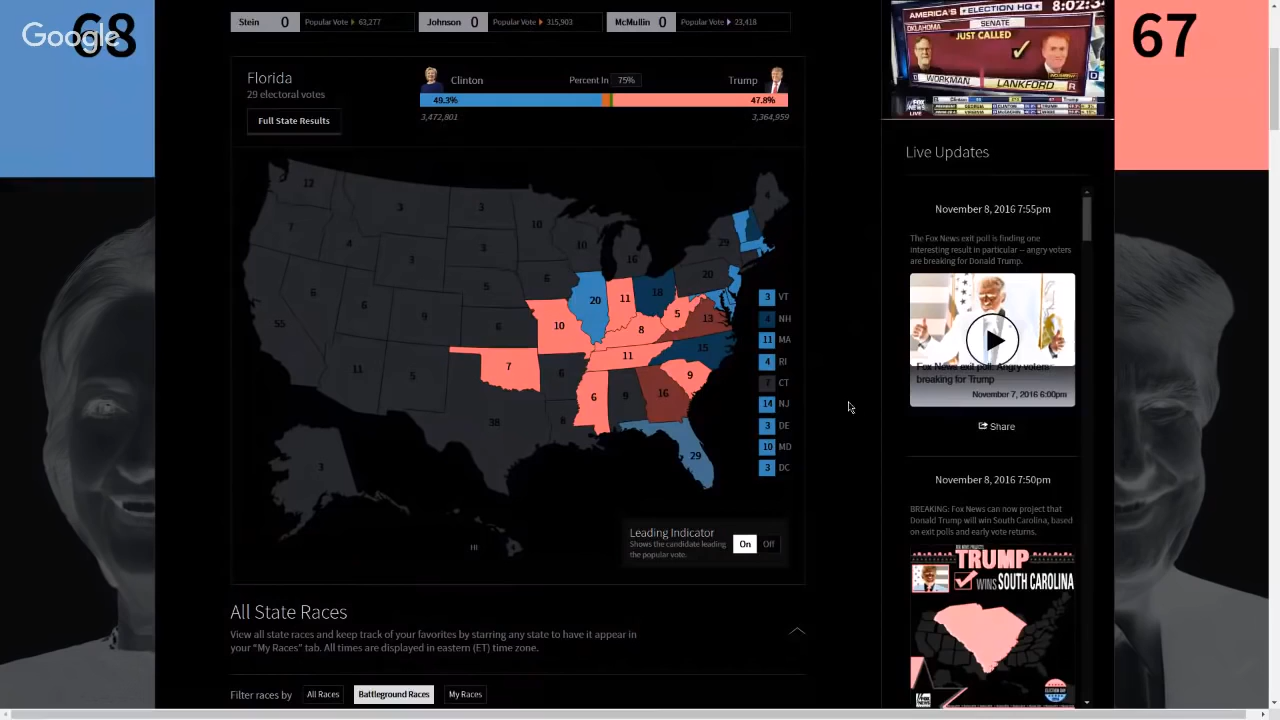 Google
68
67
Stein 0 Popular Vote 63,277
Johnson 0 Popular Vote 315,903
McMullin 0 Popular Vote 23,418
Florida
29 electoral votes
Full State Results
Clinton Percent In 75% Trump
49.3% 47.8%
3,472,801 3,364,959
12
3
3
10
4
7
4
3
3
10
16
29
20
6
6
5
6
20
11
18
5
13
55
6
9
6
10
8
15
11
5
7
6
11
9
38
8
6
9
16
29
3
HI
3 VT
4 NH
11 MA
4 RI
7 CT
14 NJ
3 DE
10 MD
3 DC
Leading Indicator
Shows the candidate leading
the popular vote.
On Off
All State Races
View all state races and keep track of your favorites by starring any state to have it appear in
your "My Races" tab. All times are displayed in eastern (ET) time zone.
Filter races by All Races Battleground Races My Races
AMERICA'S ELECTION HQ 8:02:3
OKLAHOMA SENATE
JUST CALLED
WORKMAN LANKFORD R
FOX NEWS
LIVE
Live Updates
November 8, 2016 7:55pm
The Fox News exit poll is finding one
interesting result in particular – angry voters
are breaking for Donald Trump.
Fox News exit poll: Angry voters
breaking for Trump
November 7, 2016 6:00pm
Share
November 8, 2016 7:50pm
BREAKING: Fox News can now project that
Donald Trump will win South Carolina, based
on exit polls and early vote returns.
FOX NEWS PROJECTS
TRUMP
WINS SOUTH CAROLINA